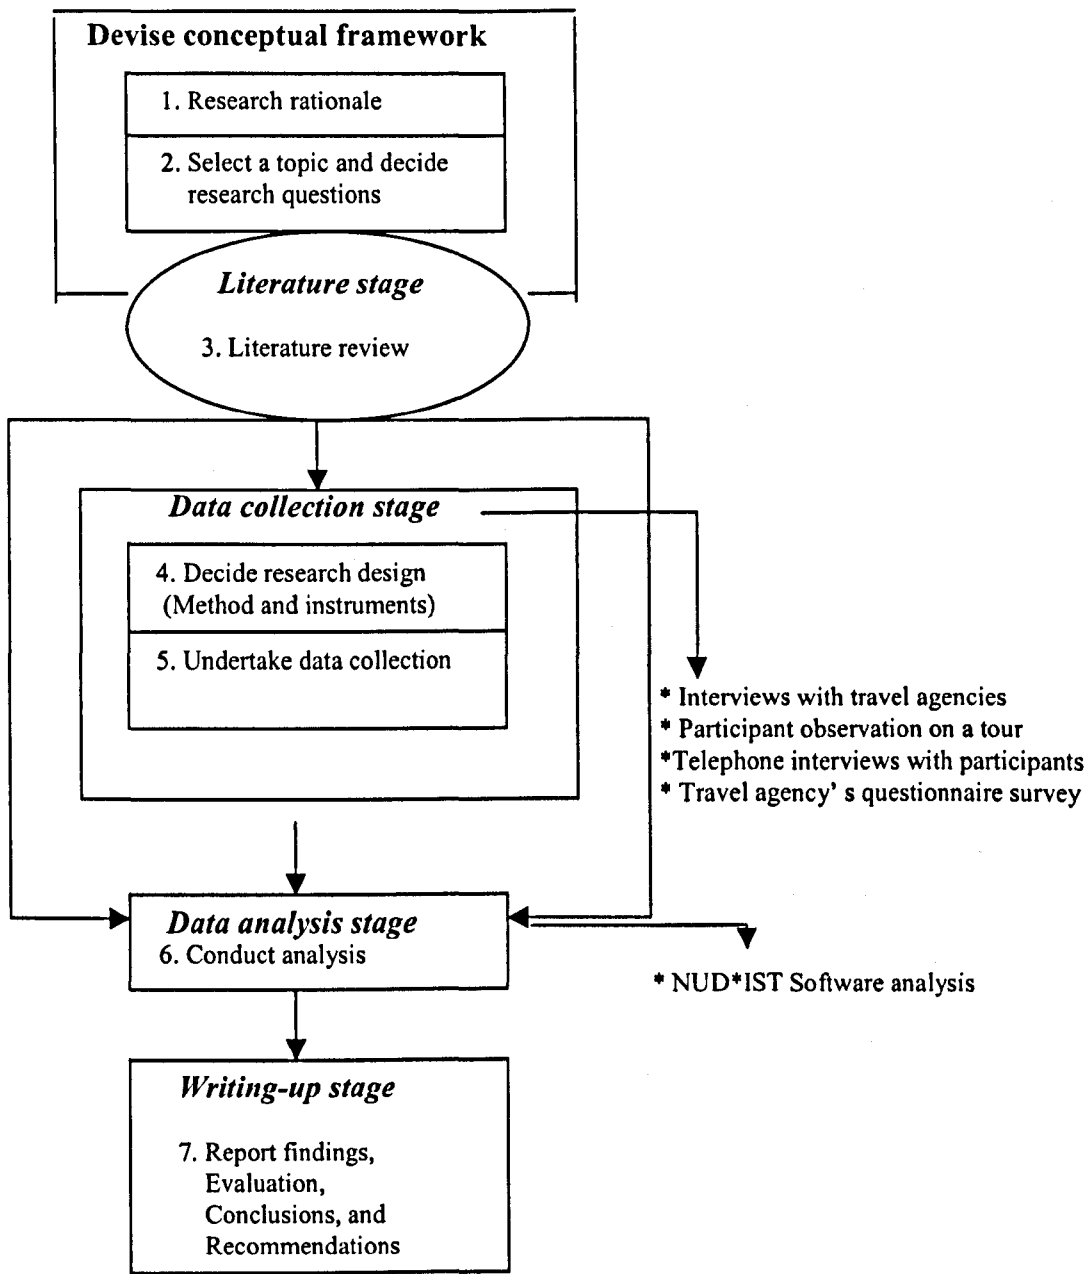 Devise conceptual framework
1. Research rationale
2. Select a topic and decide
research questions
Literature stage
3. Literature review
Data collection stage
4. Decide research design
(Method and instruments)
5. Undertake data collection
* Interviews with travel agencies
* Participant observation on a tour
*Telephone interviews with participants
* Travel agency' s questionnaire survey
Data analysis stage
6. Conduct analysis
* NUD*IST Software analysis
Writing-up stage
7. Report findings,
Evaluation,
Conclusions, and
Recommendations